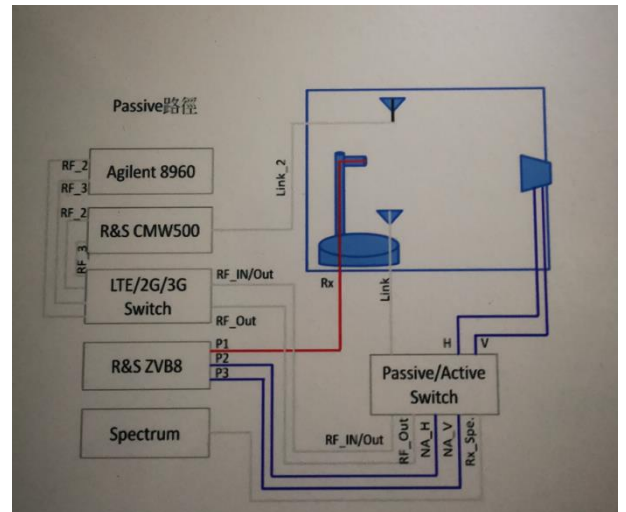 Passive路徑
RF_2
Agilent 8960
RF_3
RF_2
R&S CMW500
RF_3
Link_2
LTE/2G/3G
Switch
RF_IN/Out
RF_Out
Rx
Link
R&S ZVB8
P1
P2
P3
H
V
Passive/Active
Switch
Spectrum
RF_IN/Out
RF_Out
NA_H
NA_V
Rx_Spe.